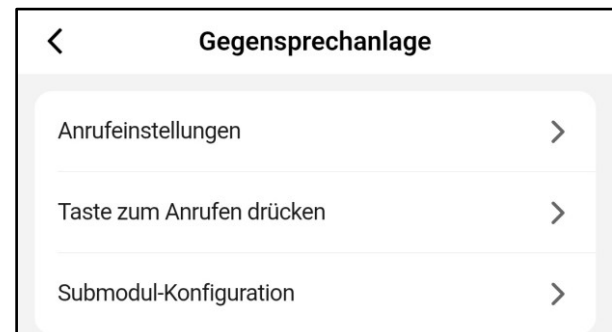 Gegensprechanlage
Anrufeinstellungen
Taste zum Anrufen drücken
Submodul-Konfiguration